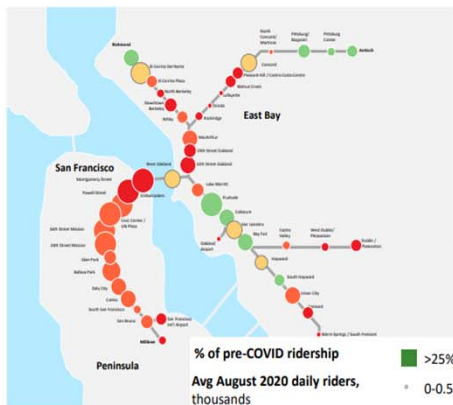 North
Concord/
Martinez
Pittsburg/
Baypoint
Pittsburg
Center
Antioch
Richmond
El Cerrito Del Norte
El Cerrito Plaza
North Berkeley
Downtown
Berkeley
Ashby
Concord
Pleasant Hill / Contra Costa Centre
Walnut Creek
Lafayette
Orinda
Rockridge
MacArthur
East Bay
19th Street Oakland
12th Street Oakland
San Francisco
West Oakland
Montgomery Street
Powell Street
Embarcadero
Lake Merritt
Fruitvale
Civic Center /
UN Plaza
Coliseum
San Leandro
16th Street Mission
24th Street Mission
Oakland
Airport
Bay Fair
Castro
Valley
West Dublin/
Pleasanton
Dublin /
Pleasanton
Glen Park
Balboa Park
Hayward
Daly City
South Hayward
Colma
Union City
South San Francisco
Fremont
San Bruno
San Francisco
Int'l Airport
Warm Springs / South Fremont
Millbrae
Peninsula
% of pre-COVID ridership
>25%
Avg August 2020 daily riders,
thousands
0-0.5